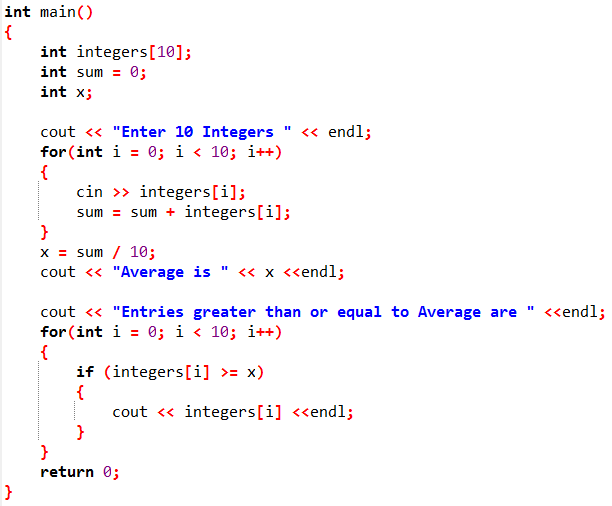 int main()
{
    int integers[10];
    int sum = 0;
    int x;

    cout << "Enter 10 Integers " << endl;
    for(int i = 0; i < 10; i++)
    {
        cin >> integers[i];
        sum = sum + integers[i];
    }
    x = sum / 10;
    cout << "Average is " << x <<endl;

    cout << "Entries greater than or equal to Average are " <<endl;
    for(int i = 0; i < 10; i++)
    {
        if (integers[i] >= x)
        {
            cout << integers[i] <<endl;
        }
    }
    return 0;
}